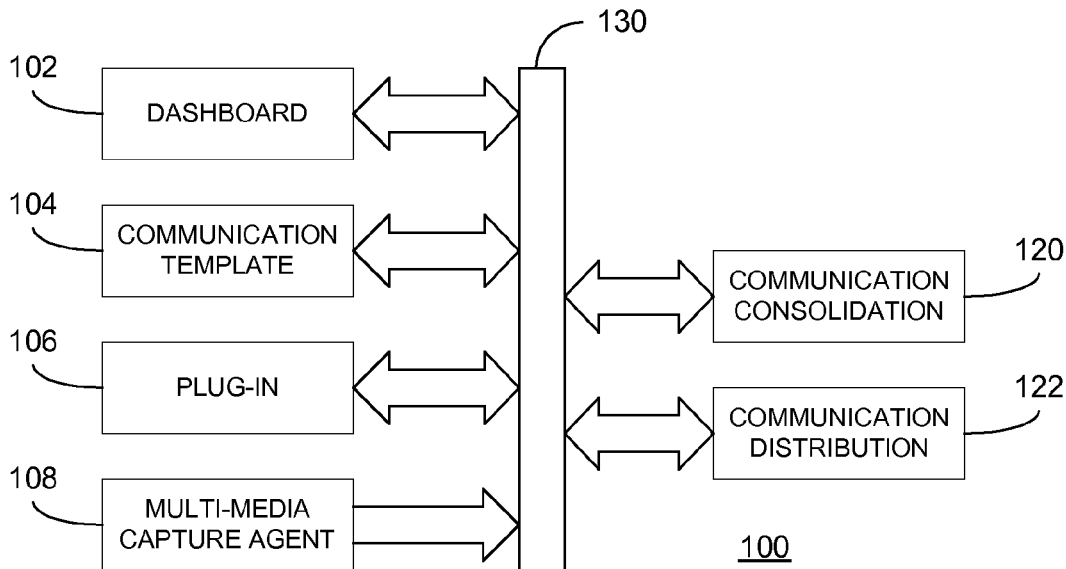 130
102
DASHBOARD
104
COMMUNICATION
TEMPLATE
120
COMMUNICATION
CONSOLIDATION
106
PLUG-IN
122
COMMUNICATION
DISTRIBUTION
108
MULTI-MEDIA
CAPTURE AGENT
100